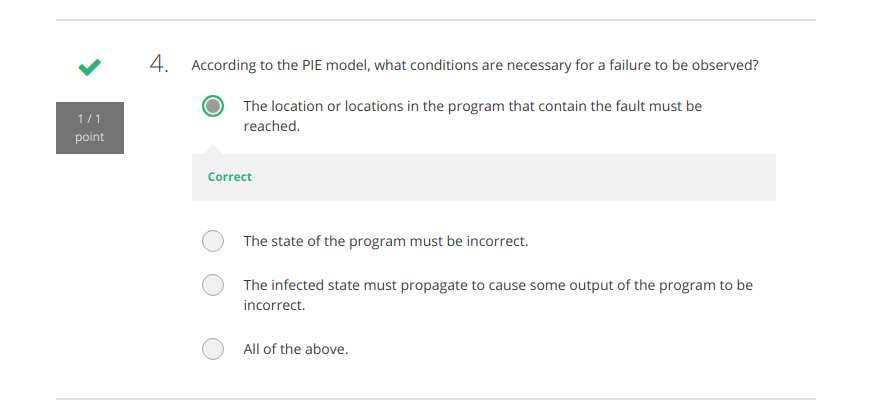 4. According to the PIE model, what conditions are necessary for a failure to be observed?
1 / 1
point
The location or locations in the program that contain the fault must be
reached.
Correct
The state of the program must be incorrect.
The infected state must propagate to cause some output of the program to be
incorrect.
All of the above.